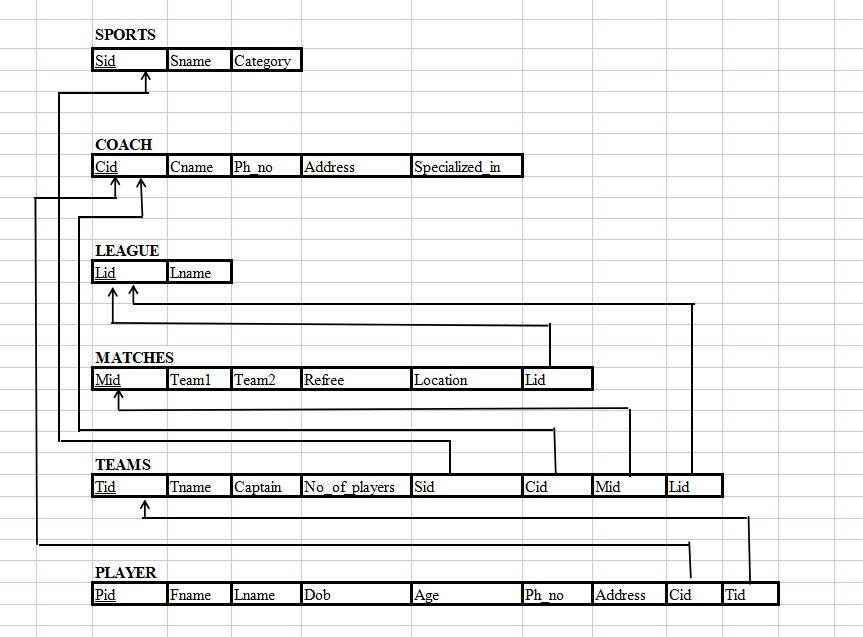 SPORTS
Sid Sname Category
COACH
Cid Cname Ph_no Address Specialized_in
LEAGUE
Lid Lname
MATCHES
Mid Team1 Team2 Refree Location Lid
TEAMS
Tid Tname Captain No_of_players Sid Cid Mid Lid
PLAYER
Pid Fname Lname Dob Age Ph_no Address Cid Tid